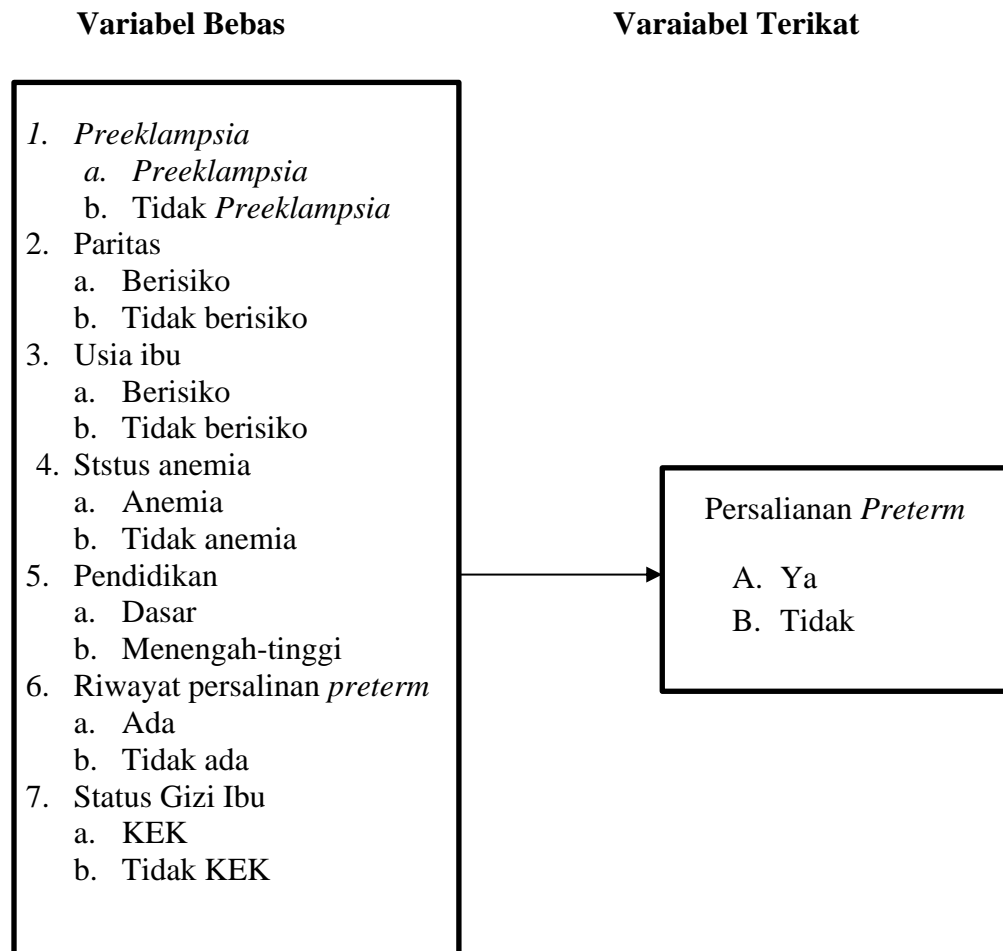 Variabel Bebas
Varaiabel Terikat
1. Preeklampsia
a. Preeklampsia
b. Tidak Preeklampsia
2. Paritas
a. Berisiko
b. Tidak berisiko
3. Usia ibu
a. Berisiko
b. Tidak berisiko
4. Ststus anemia
a. Anemia
b. Tidak anemia
5. Pendidikan
a. Dasar
b. Menengah-tinggi
6. Riwayat persalinan preterm
a. Ada
b. Tidak ada
7. Status Gizi Ibu
a. KEK
b. Tidak KEK
Persalianan Preterm
A. Ya
B. Tidak